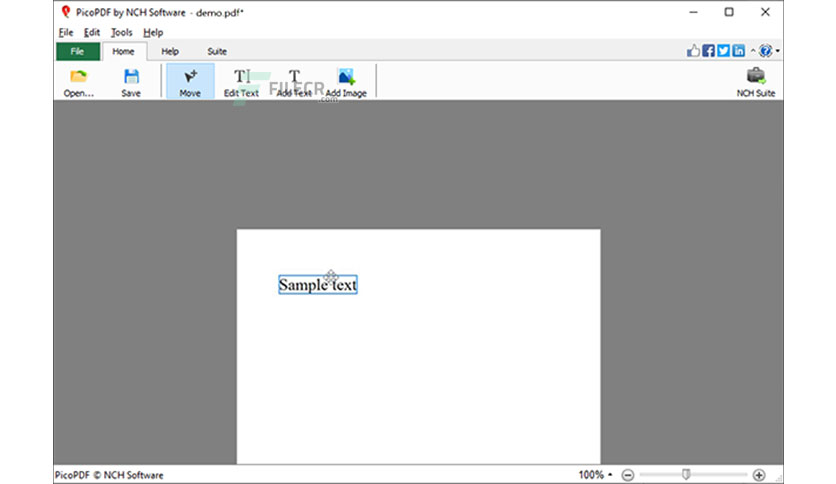 PicoPDF by NCH Software - demo.pdf*
File Edit Tools Help
File Home Help Suite
Open... Save Move Edit Text Add Text Add Image NCH Suite
FILECR
.com
Sample text
PicoPDF © NCH Software 100%